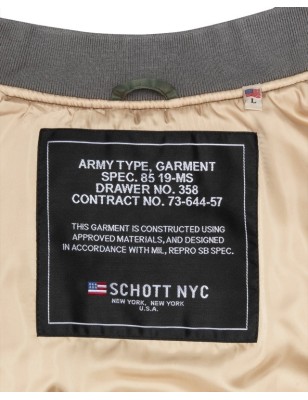 L
ARMY TYPE, GARMENT
SPEC. 85 19-MS
DRAWER NO. 358
CONTRACT NO. 73-644-57
THIS GARMENT IS CONSTRUCTED USING
APPROVED MATERIALS, AND DESIGNED
IN ACCORDANCE WITH MIL, REPRO SB SPEC.
SCHOTT NYC
NEW YORK, NEW YORK
U.S.A.